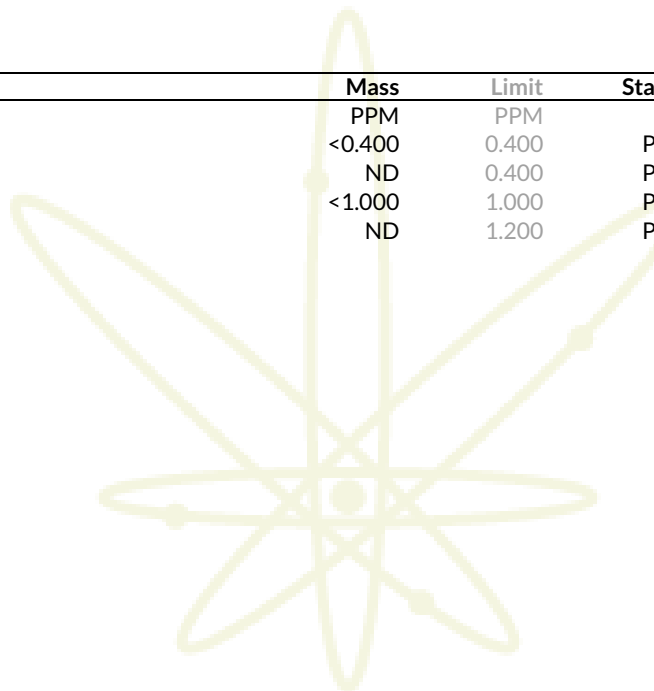 Mass Limit Sta
PPM PPM
<0.400 0.400 P
ND 0.400 P
<1.000 1.000 P
ND 1.200 P